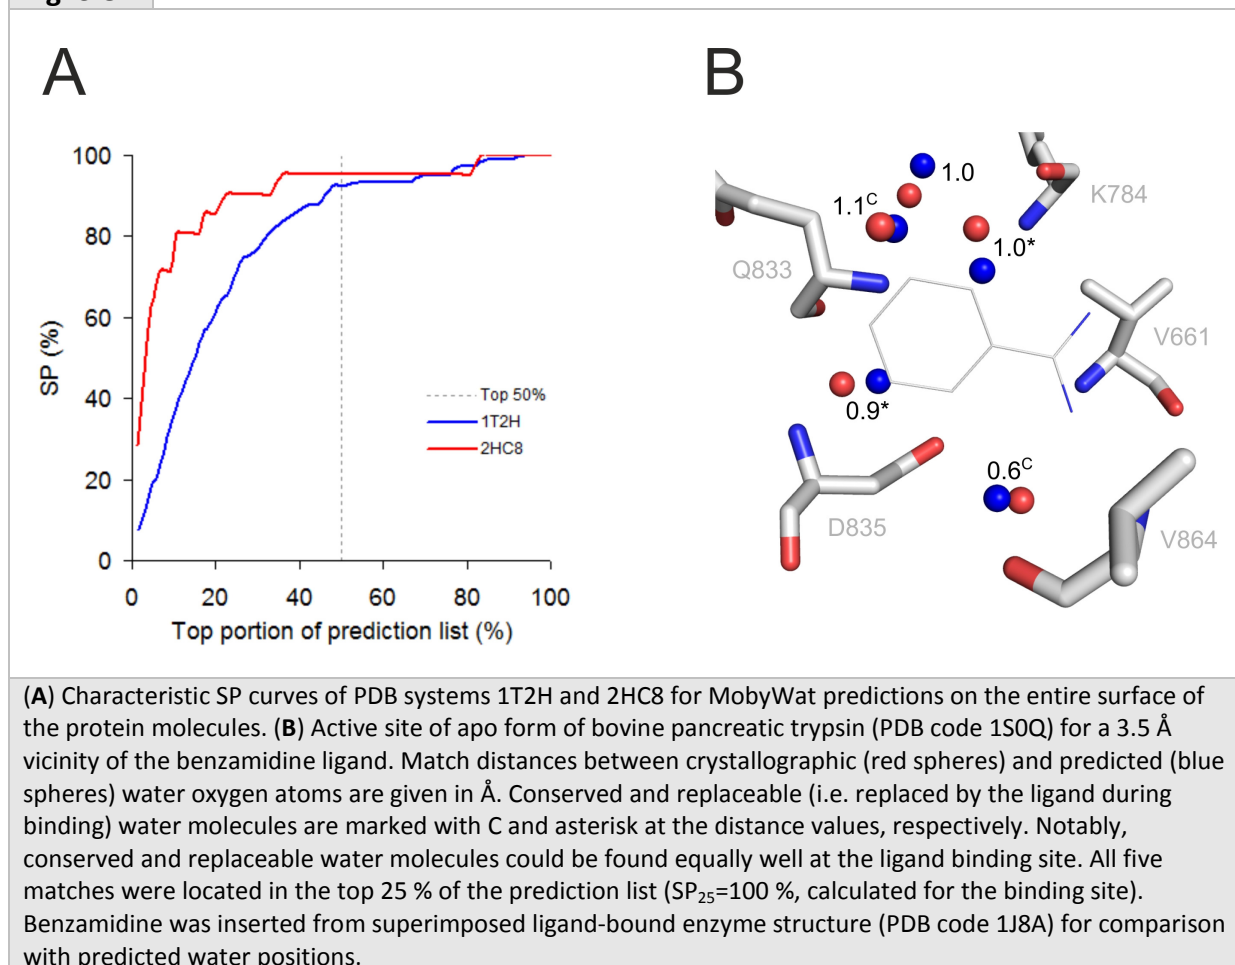 A
B
100
80
60
40
20
0
SP (%)
0 20 40 60 80 100
Top portion of prediction list (%)
Top 50%
1T2H
2HC8
1.0
K784
1.1C
1.0*
Q833
V661
0.9*
0.6C
D835
V864
(A) Characteristic SP curves of PDB systems 1T2H and 2HC8 for MobyWat predictions on the entire surface of
the protein molecules. (B) Active site of apo form of bovine pancreatic trypsin (PDB code 1S0Q) for a 3.5 Å
vicinity of the benzamidine ligand. Match distances between crystallographic (red spheres) and predicted (blue
spheres) water oxygen atoms are given in Å. Conserved and replaceable (i.e. replaced by the ligand during
binding) water molecules are marked with C and asterisk at the distance values, respectively. Notably,
conserved and replaceable water molecules could be found equally well at the ligand binding site. All five
matches were located in the top 25 % of the prediction list (SP25=100 %, calculated for the binding site).
Benzamidine was inserted from superimposed ligand-bound enzyme structure (PDB code 1J8A) for comparison
with predicted water positions.